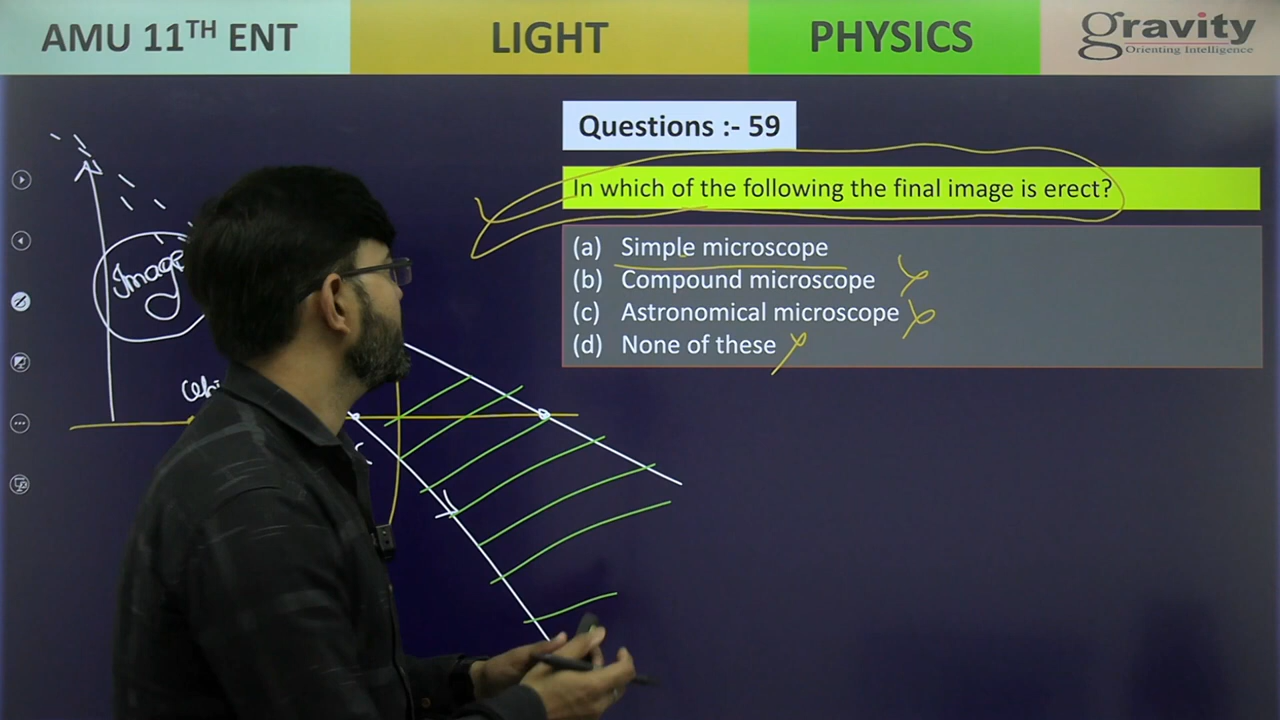 AMU 11TH ENT
LIGHT
PHYSICS
gravity
Orienting Intelligence
Questions :- 59
In which of the following the final image is erect?
(a) Simple microscope
(b) Compound microscope
(c) Astronomical microscope
(d) None of these
Image